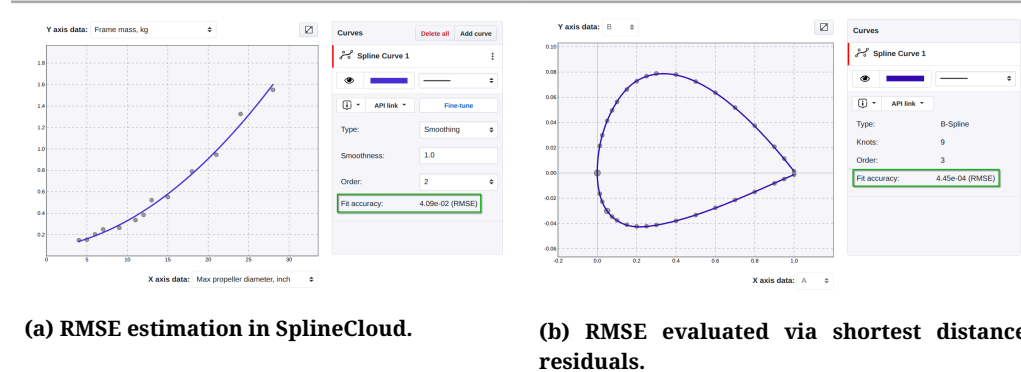 Y axis data: Frame mass, kg
1.8
1.6
1.4
1.2
1.0
0.8
0.6
0.4
0.2
0 5 10 15 20 25 30
X axis data: Max propeller diameter, inch
Curves Delete all Add curve
Spline Curve 1
API link Fine-tune
Type: Smoothing
Smoothness: 1.0
Order: 2
Fit accuracy: 4.09e-02 (RMSE)
(a) RMSE estimation in SplineCloud.
Y axis data: B
0.10
0.08
0.06
0.04
0.02
0.00
-0.02
-0.04
-0.06
-0.2 0.0 0.2 0.4 0.6 0.8 1.0
X axis data: A
Curves
Spline Curve 1
API link
Type: B-Spline
Knots: 9
Order: 3
Fit accuracy: 4.45e-04 (RMSE)
(b) RMSE evaluated via shortest distance
residuals.